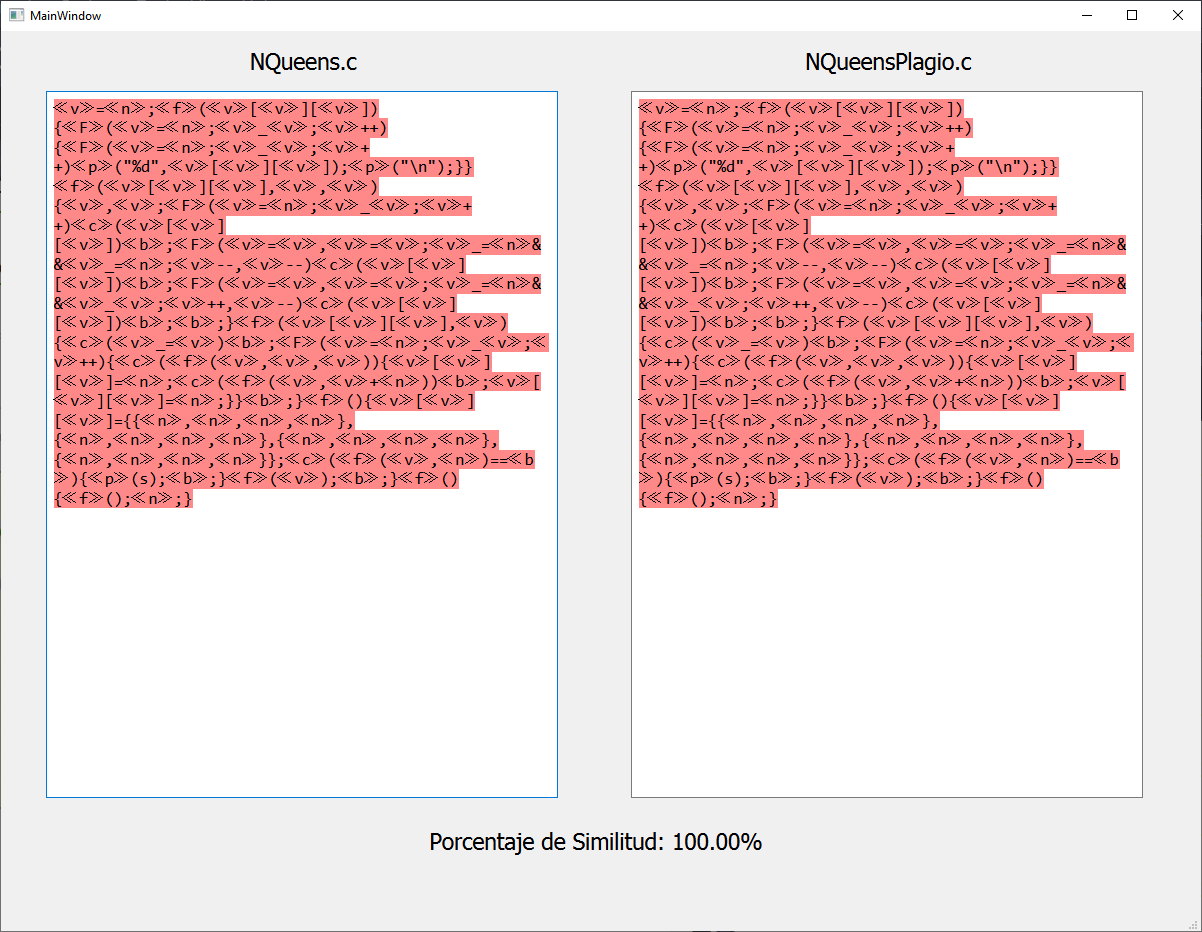 MainWindow
NQueens.c
NQueensPlagio.c
≪v≫=≪n≫;≪f≫(≪v≫[≪v≫][≪v≫])
{≪F≫(≪v≫=≪n≫;≪v≫_≪v≫;≪v≫++)
{≪F≫(≪v≫=≪n≫;≪v≫_≪v≫;≪v≫+
+)≪p≫("%d",≪v≫[≪v≫][≪v≫]);≪p≫("\n");}}
≪f≫(≪v≫[≪v≫][≪v≫],≪v≫,≪v≫)
{≪v≫,≪v≫;≪F≫(≪v≫=≪n≫;≪v≫_≪v≫;≪v≫+
+)≪c≫(≪v≫[≪v≫]
[≪v≫])≪b≫;≪F≫(≪v≫=≪v≫,≪v≫=≪v≫;≪v≫_=≪n≫&
&≪v≫_=≪n≫;≪v≫--,≪v≫--)≪c≫(≪v≫[≪v≫]
[≪v≫])≪b≫;≪F≫(≪v≫=≪v≫,≪v≫=≪v≫;≪v≫_=≪n≫&
&≪v≫_≪v≫;≪v≫++,≪v≫--)≪c≫(≪v≫[≪v≫]
[≪v≫])≪b≫;≪b≫;}≪f≫(≪v≫[≪v≫][≪v≫],≪v≫)
{≪c≫(≪v≫_=≪v≫)≪b≫;≪F≫(≪v≫=≪n≫;≪v≫_≪v≫;≪
v≫++){≪c≫(≪f≫(≪v≫,≪v≫,≪v≫)){≪v≫[≪v≫]
[≪v≫]=≪n≫;≪c≫(≪f≫(≪v≫,≪v≫+≪n≫))≪b≫;≪v≫[
≪v≫][≪v≫]=≪n≫;}}≪b≫;}≪f≫(){≪v≫[≪v≫]
[≪v≫]={{≪n≫,≪n≫,≪n≫,≪n≫},
{≪n≫,≪n≫,≪n≫,≪n≫},{≪n≫,≪n≫,≪n≫,≪n≫},
{≪n≫,≪n≫,≪n≫,≪n≫}};≪c≫(≪f≫(≪v≫,≪n≫)==≪b
≫){≪p≫(s);≪b≫;}≪f≫(≪v≫);≪b≫;}≪f≫()
{≪f≫();≪n≫;}
≪v≫=≪n≫;≪f≫(≪v≫[≪v≫][≪v≫])
{≪F≫(≪v≫=≪n≫;≪v≫_≪v≫;≪v≫++)
{≪F≫(≪v≫=≪n≫;≪v≫_≪v≫;≪v≫+
+)≪p≫("%d",≪v≫[≪v≫][≪v≫]);≪p≫("\n");}}
≪f≫(≪v≫[≪v≫][≪v≫],≪v≫,≪v≫)
{≪v≫,≪v≫;≪F≫(≪v≫=≪n≫;≪v≫_≪v≫;≪v≫+
+)≪c≫(≪v≫[≪v≫]
[≪v≫])≪b≫;≪F≫(≪v≫=≪v≫,≪v≫=≪v≫;≪v≫_=≪n≫&
&≪v≫_=≪n≫;≪v≫--,≪v≫--)≪c≫(≪v≫[≪v≫]
[≪v≫])≪b≫;≪F≫(≪v≫=≪v≫,≪v≫=≪v≫;≪v≫_=≪n≫&
&≪v≫_≪v≫;≪v≫++,≪v≫--)≪c≫(≪v≫[≪v≫]
[≪v≫])≪b≫;≪b≫;}≪f≫(≪v≫[≪v≫][≪v≫],≪v≫)
{≪c≫(≪v≫_=≪v≫)≪b≫;≪F≫(≪v≫=≪n≫;≪v≫_≪v≫;≪
v≫++){≪c≫(≪f≫(≪v≫,≪v≫,≪v≫)){≪v≫[≪v≫]
[≪v≫]=≪n≫;≪c≫(≪f≫(≪v≫,≪v≫+≪n≫))≪b≫;≪v≫[
≪v≫][≪v≫]=≪n≫;}}≪b≫;}≪f≫(){≪v≫[≪v≫]
[≪v≫]={{≪n≫,≪n≫,≪n≫,≪n≫},
{≪n≫,≪n≫,≪n≫,≪n≫},{≪n≫,≪n≫,≪n≫,≪n≫},
{≪n≫,≪n≫,≪n≫,≪n≫}};≪c≫(≪f≫(≪v≫,≪n≫)==≪b
≫){≪p≫(s);≪b≫;}≪f≫(≪v≫);≪b≫;}≪f≫()
{≪f≫();≪n≫;}
Porcentaje de Similitud: 100.00%